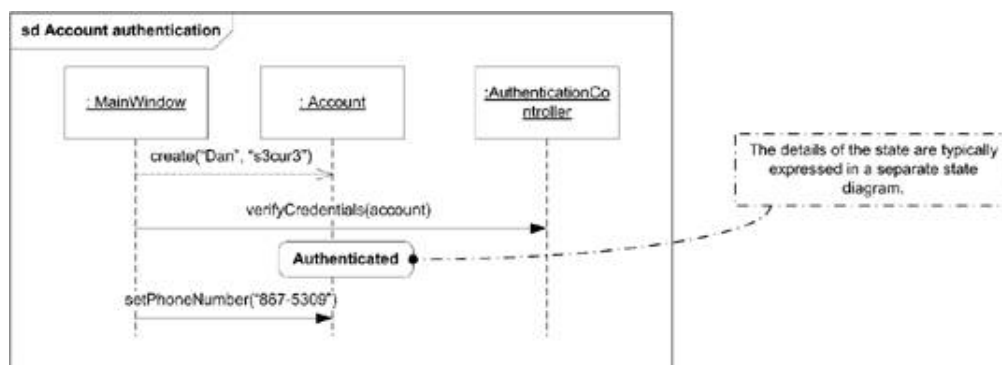 sd Account authentication
: MainWindow
: Account
:AuthenticationCo
ntroller
create("Dan", "s3cur3")
The details of the state are typically
expressed in a separate state
diagram.
verifyCredentials(account)
Authenticated
setPhoneNumber("867-5309")